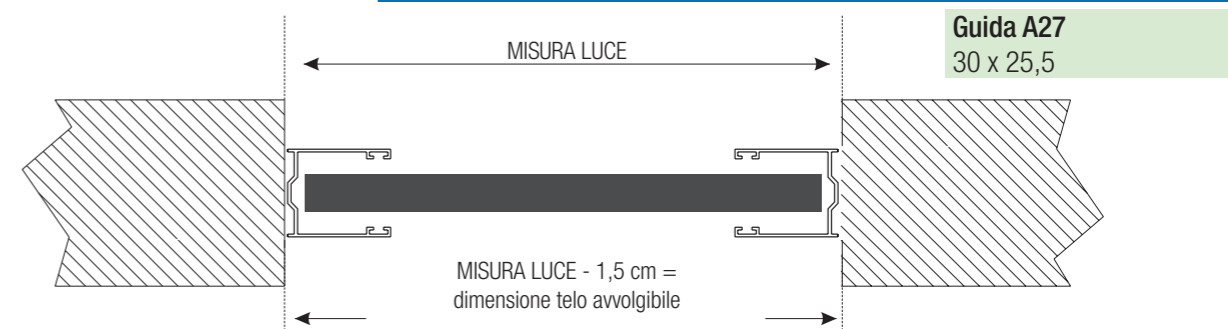 Guida A27
30 x 25,5
MISURA LUCE
MISURA LUCE - 1,5 cm =
dimensione telo avvolgibile